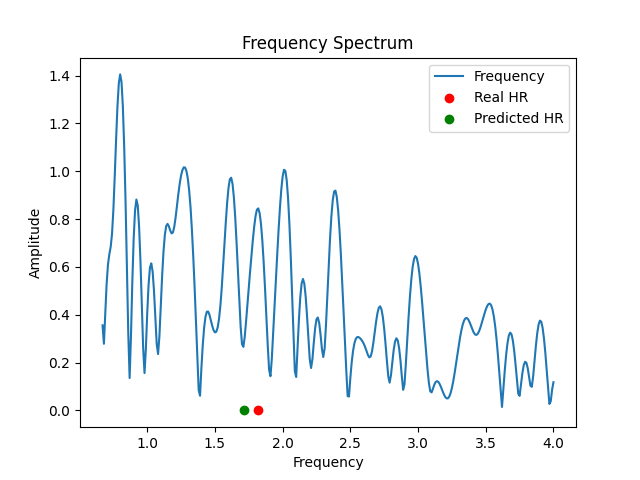 Frequency Spectrum
Frequency
Real HR
Predicted HR
Amplitude
1.4
1.2
1.0
0.8
0.6
0.4
0.2
0.0
1.0 1.5 2.0 2.5 3.0 3.5 4.0
Frequency